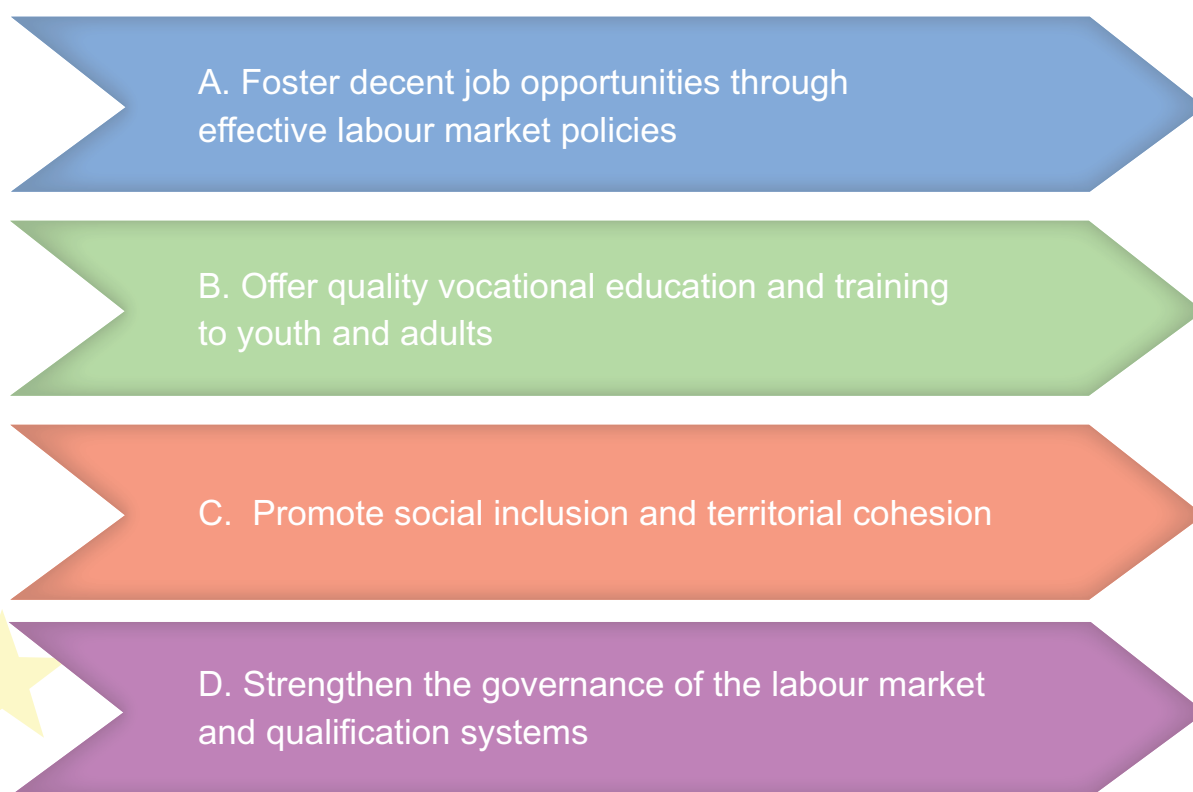 A. Foster decent job opportunities through
effective labour market policies
B. Offer quality vocational education and training
to youth and adults
C.  Promote social inclusion and territorial cohesion
D. Strengthen the governance of the labour market
and qualification systems